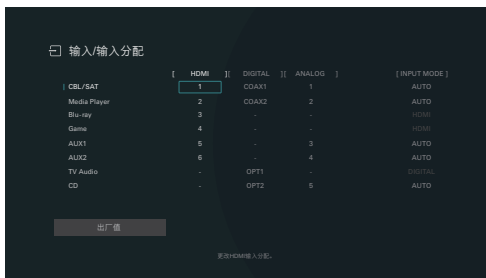 输入/输入分配
[ HDMI ][ DIGITAL ][ ANALOG ] [ INPUT MODE ]
CBL/SAT 1 COAX1 1 AUTO
Media Player 2 COAX2 2 AUTO
Blu-ray 3 - - HDMI
Game 4 - - HDMI
AUX1 5 - 3 AUTO
AUX2 6 - 4 AUTO
TV Audio - OPT1 - DIGITAL
CD - OPT2 5 AUTO
出厂值
更改HDMI输入分配。